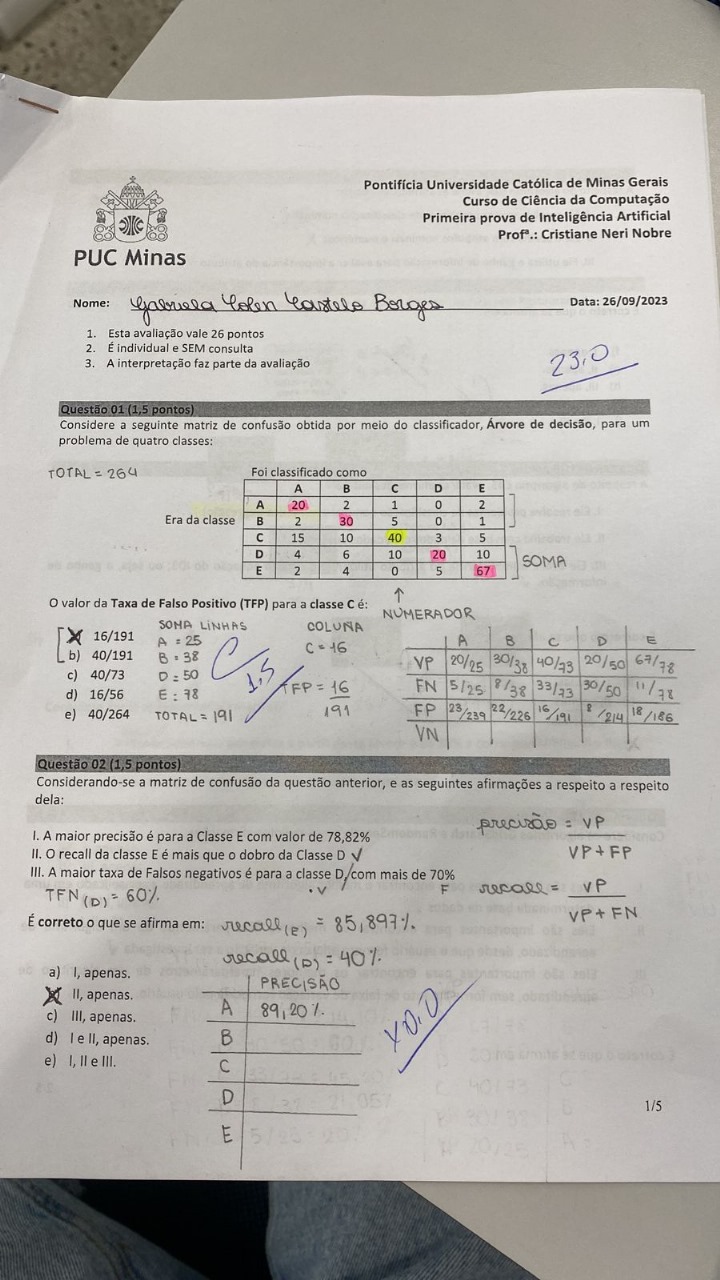 Pontifícia Universidade Católica de Minas Gerais
Curso de Ciência da Computação
Primeira prova de Inteligência Artificial
Profª.: Cristiane Neri Nobre
PUC Minas
Nome: Gabriela Colen Castelo Borges Data: 26/09/2023
1. Esta avaliação vale 26 pontos
2. É individual e SEM consulta
3. A interpretação faz parte da avaliação
23,0
Questão 01 (1,5 pontos)
Considere a seguinte matriz de confusão obtida por meio do classificador, Árvore de decisão, para um
problema de quatro classes:
TOTAL = 264
Foi classificado como
A B C D E
Era da classe
A 20 2 1 0 2
B 2 30 5 0 1
C 15 10 40 3 5
D 4 6 10 20 10
E 2 4 0 5 67
SOMA
O valor da Taxa de Falso Positivo (TFP) para a classe C é:
NUMERADOR
16/191
b) 40/191
c) 40/73
d) 16/56
e) 40/264
SOMA LINHAS
A = 25
B = 38
D = 50
E : 78
TOTAL = 191
C 1,5
COLUNA
C = 16
TFP = 16
191
A B C D E
VP 20/25 30/38 40/73 20/50 67/78
FN 5/25 8/38 33/73 30/50 11/78
FP 23/239 22/226 16/191 8/214 18/186
VN
Questão 02 (1,5 pontos)
Considerando-se a matriz de confusão da questão anterior, e as seguintes afirmações a respeito a respeito
dela:
precisão = VP
VP + FP
I. A maior precisão é para a Classe E com valor de 78,82%
II. O recall da classe E é mais que o dobro da Classe D V
III. A maior taxa de Falsos negativos é para a classe D, com mais de 70%
TFN (D) = 60%
V F
recall = VP
VP + FN
É correto o que se afirma em:
recall (E) = 85,897%
recall (D) = 40%
a) I, apenas.
II, apenas.
c) III, apenas.
d) I e II, apenas.
e) I, II e III.
PRECISÃO
A 89,20%
B
C
D
E
X 0,0
1/5